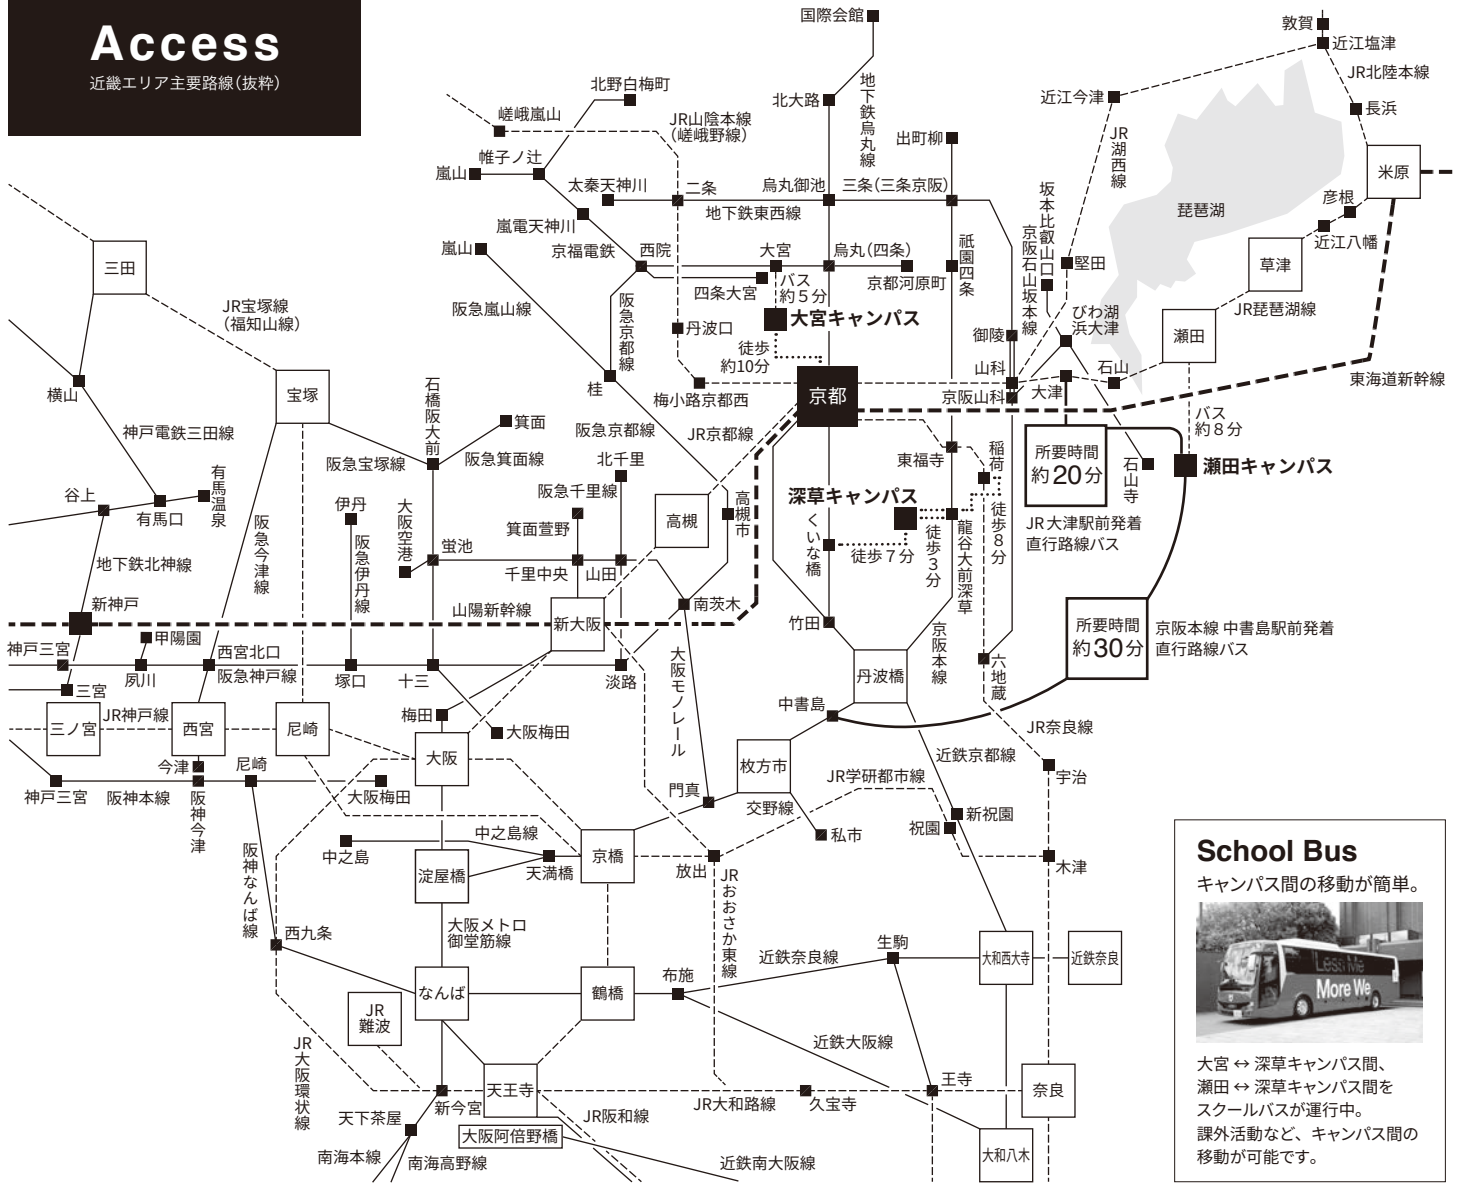 Access
近畿エリア主要路線（抜粋）
国際会館
敦賀
近江塩津
JR北陸本線
長浜
北野白梅町
北大路
地下鉄烏丸線
近江今津
嵯峨嵐山
JR山陰本線
（嵯峨野線）
出町柳
JR湖西線
米原
帷子ノ辻
嵐山
太秦天神川
二条
烏丸御池
三条（三条京阪）
坂本比叡山口
彦根
地下鉄東西線
琵琶湖
嵐電天神川
近江八幡
京阪石山坂本線
嵐山
京福電鉄
西院
大宮
烏丸（四条）
祇園四条
堅田
草津
三田
四条大宮
バス
約5分
京都河原町
JR宝塚線
（福知山線）
阪急嵐山線
阪急京都線
丹波口
大宮キャンパス
御陵
びわ湖
浜大津
JR琵琶湖線
瀬田
徒歩
約10分
山科
石山
横山
宝塚
石橋阪大前
桂
梅小路京都西
京都
京阪山科
大津
東海道新幹線
箕面
バス
約8分
神戸電鉄三田線
阪急京都線
JR京都線
阪急宝塚線
阪急箕面線
北千里
東福寺
稲荷
所要時間
約20分
石山寺
瀬田キャンパス
谷上
有馬口
有馬温泉
伊丹
大阪空港
阪急千里線
箕面萱野
高槻
高槻市
深草キャンパス
くいな橋
徒歩8分
JR大津駅前発着
直行路線バス
阪急今津線
阪急伊丹線
蛍池
徒歩7分
徒歩3分
龍谷大前深草
地下鉄北神線
千里中央
山田
新神戸
山陽新幹線
新大阪
南茨木
竹田
所要時間
約30分
京阪本線 中書島駅前発着
直行路線バス
神戸三宮
甲陽園
西宮北口
京阪本線
夙川
阪急神戸線
塚口
十三
淡路
大阪モノレール
丹波橋
六地蔵
三宮
三ノ宮
JR神戸線
西宮
尼崎
梅田
大阪梅田
中書島
JR奈良線
大阪
近鉄京都線
今津
尼崎
枚方市
宇治
神戸三宮
阪神本線
阪神今津
大阪梅田
門真
交野線
JR学研都市線
新祝園
祝園
私市
中之島線
中之島
天満橋
京橋
放出
木津
阪神なんば線
淀屋橋
JRおおさか東線
School Bus
キャンパス間の移動が簡単。
西九条
大阪メトロ
御堂筋線
生駒
近鉄奈良線
大和西大寺
近鉄奈良
布施
なんば
鶴橋
Less Me
More We
JR
難波
近鉄大阪線
JR大阪環状線
大宮 ↔ 深草キャンパス間、
瀬田 ↔ 深草キャンパス間を
スクールバスが運行中。
課外活動など、キャンパス間の
移動が可能です。
天王寺
王寺
奈良
新今宮
JR阪和線
JR大和路線
久宝寺
天下茶屋
大阪阿倍野橋
南海本線
南海高野線
近鉄南大阪線
大和八木